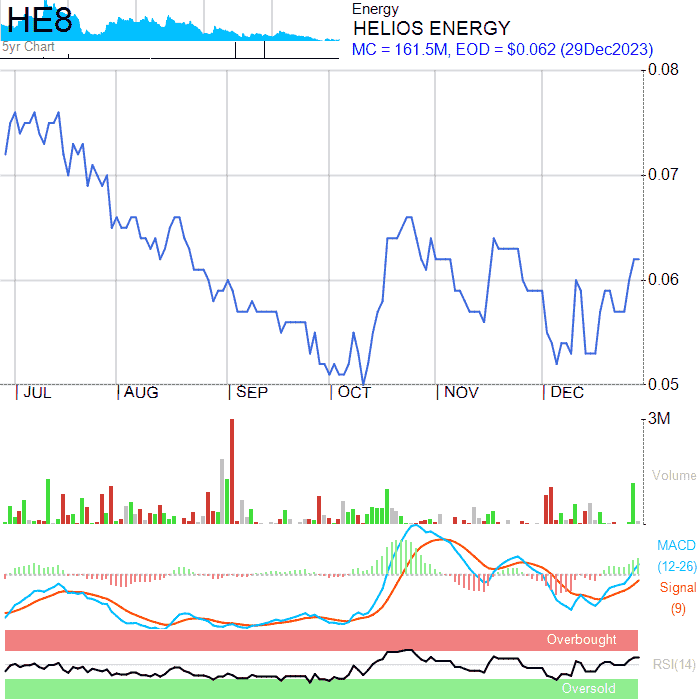 HE8
5yr Chart
Energy
HELIOS ENERGY
MC = 161.5M, EOD = $0.062 (29Dec2023)
0.08
0.07
0.06
0.05
JUL AUG SEP OCT NOV DEC
3M
Volume
MACD
(12-26)
Signal
(9)
Overbought
RSI(14)
Oversold